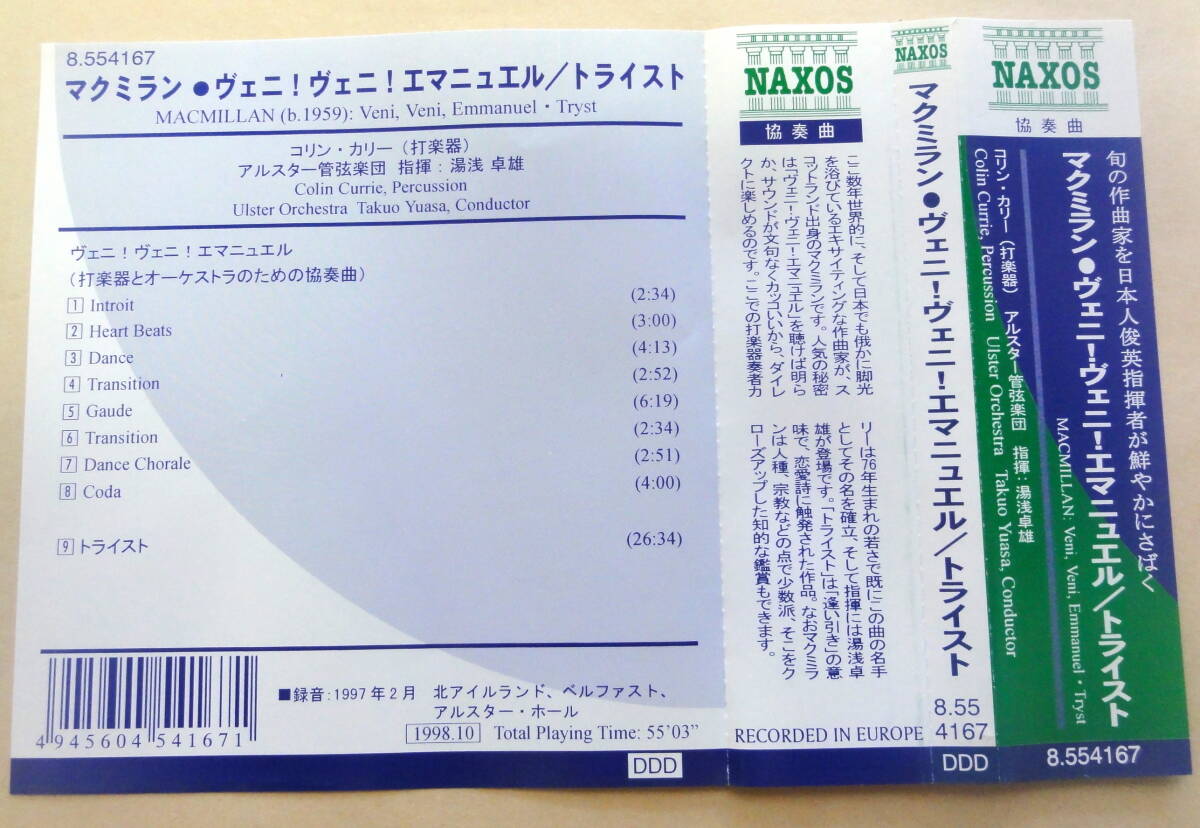 8.554167
マクミラン●ヴェニ！ヴェニ！エマニュエル／トライスト
MACMILLAN (b.1959): Veni, Veni, Emmanuel・Tryst
コリン・カリー（打楽器）
アルスター管弦楽団 指揮：湯浅 卓雄
Colin Currie, Percussion
Ulster Orchestra Takuo Yuasa, Conductor
ヴェニ！ヴェニ！エマニュエル
（打楽器とオーケストラのための協奏曲）
1 Introit (2:34)
2 Heart Beats (3:00)
3 Dance (4:13)
4 Transition (2:52)
5 Gaude (6:19)
6 Transition (2:34)
7 Dance Chorale (2:51)
8 Coda (4:00)
9 トライスト (26:34)
4 945604 541671
■録音：1997年2月 北アイルランド、ベルファスト、
アルスター・ホール
1998.10 Total Playing Time: 55'03"
DDD
NAXOS
協奏曲
ここ数年世界的に、そして日本でも俄かに脚光
を浴びているエキサイティングな作曲家が、ス
コットランド出身のマクミランです。人気の秘密
は「ヴェニ！ヴェニ！エマニュエル」を聴けば明ら
か、サウンドが文句なくカッコいいから、ダイレ
クトに楽しめるのです。ここでの打楽器奏者カ
リーは76年生まれの若さで既にこの曲の名手
としてその名を確立、そして指揮には湯浅卓
雄が登場です。「トライスト」は「逢い引き」の意
味で、恋愛詩に触発された作品。なおマクミラ
ンは人種、宗教などの点で少数派、そこをク
ローズアップした知的な鑑賞もできます。
RECORDED IN EUROPE
NAXOS
マクミラン●ヴェニ！ヴェニ！エマニュエル／トライスト
8.55
4167
DDD
NAXOS
協奏曲
旬の作曲家を日本人俊英指揮者が鮮やかにさばく
マクミラン●ヴェニ！ヴェニ！エマニュエル／トライスト
MACMILLAN: Veni, Veni, Emmanuel・Tryst
コリン・カリー（打楽器） アルスター管弦楽団 指揮：湯浅卓雄
Colin Currie, Percussion Ulster Orchestra Takuo Yuasa, Conductor
8.554167